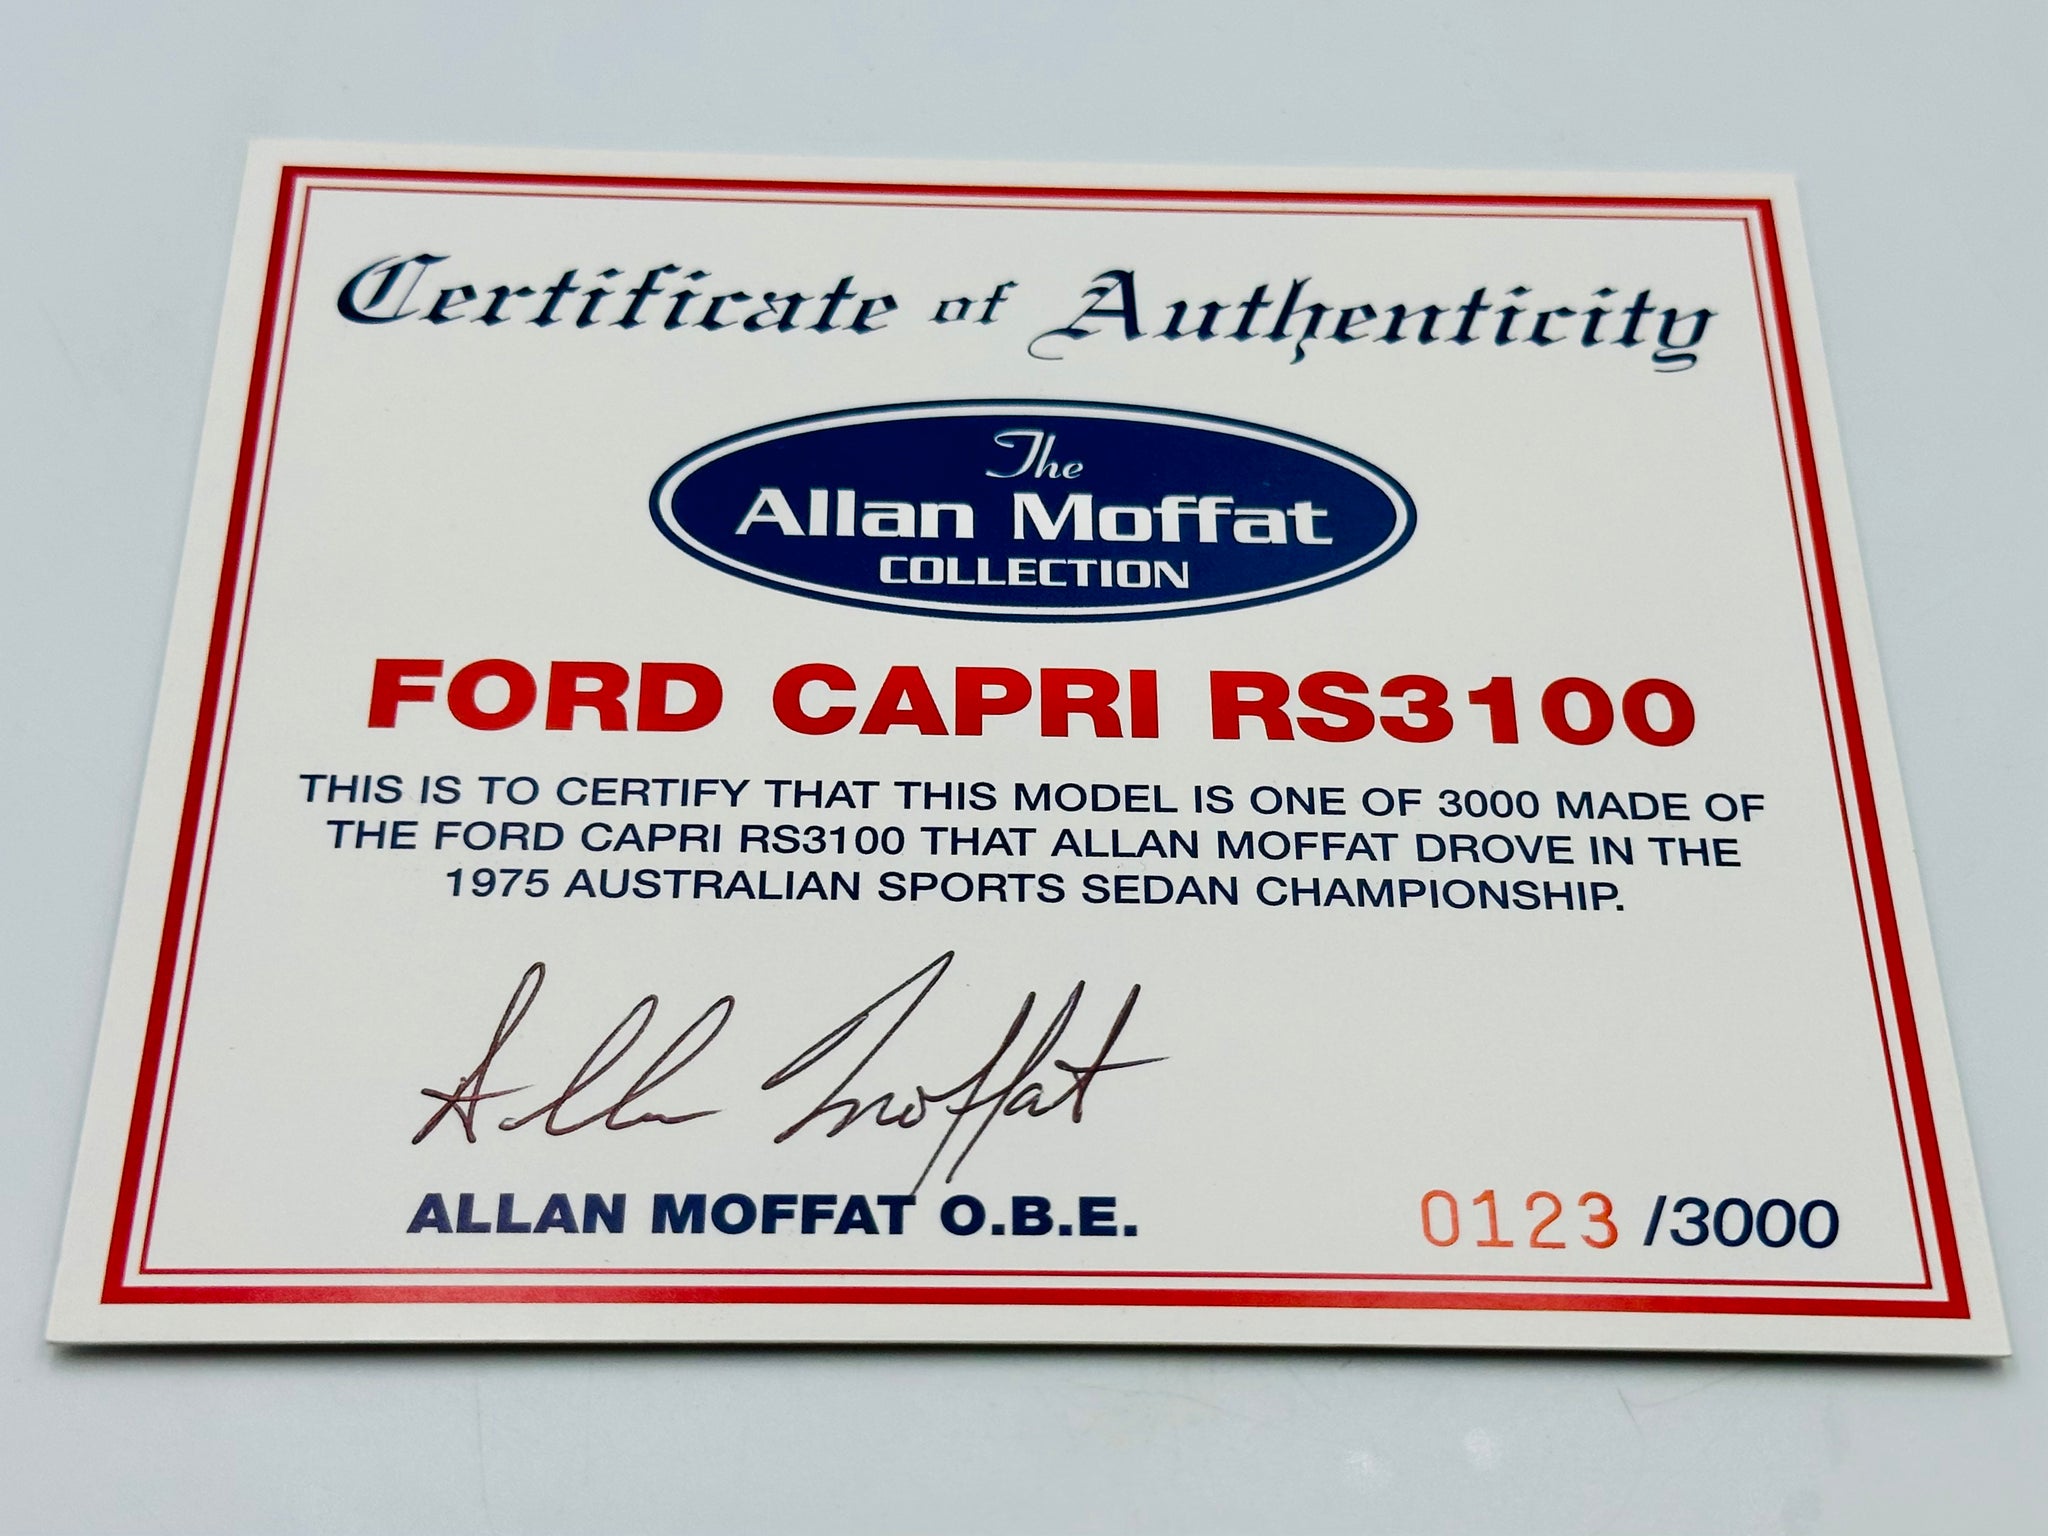 Certificate of Authenticity
The
Allan Moffat
COLLECTION
FORD CAPRI RS3100
THIS IS TO CERTIFY THAT THIS MODEL IS ONE OF 3000 MADE OF
THE FORD CAPRI RS3100 THAT ALLAN MOFFAT DROVE IN THE
1975 AUSTRALIAN SPORTS SEDAN CHAMPIONSHIP.
Allan Moffat
ALLAN MOFFAT O.B.E.
0123 /3000